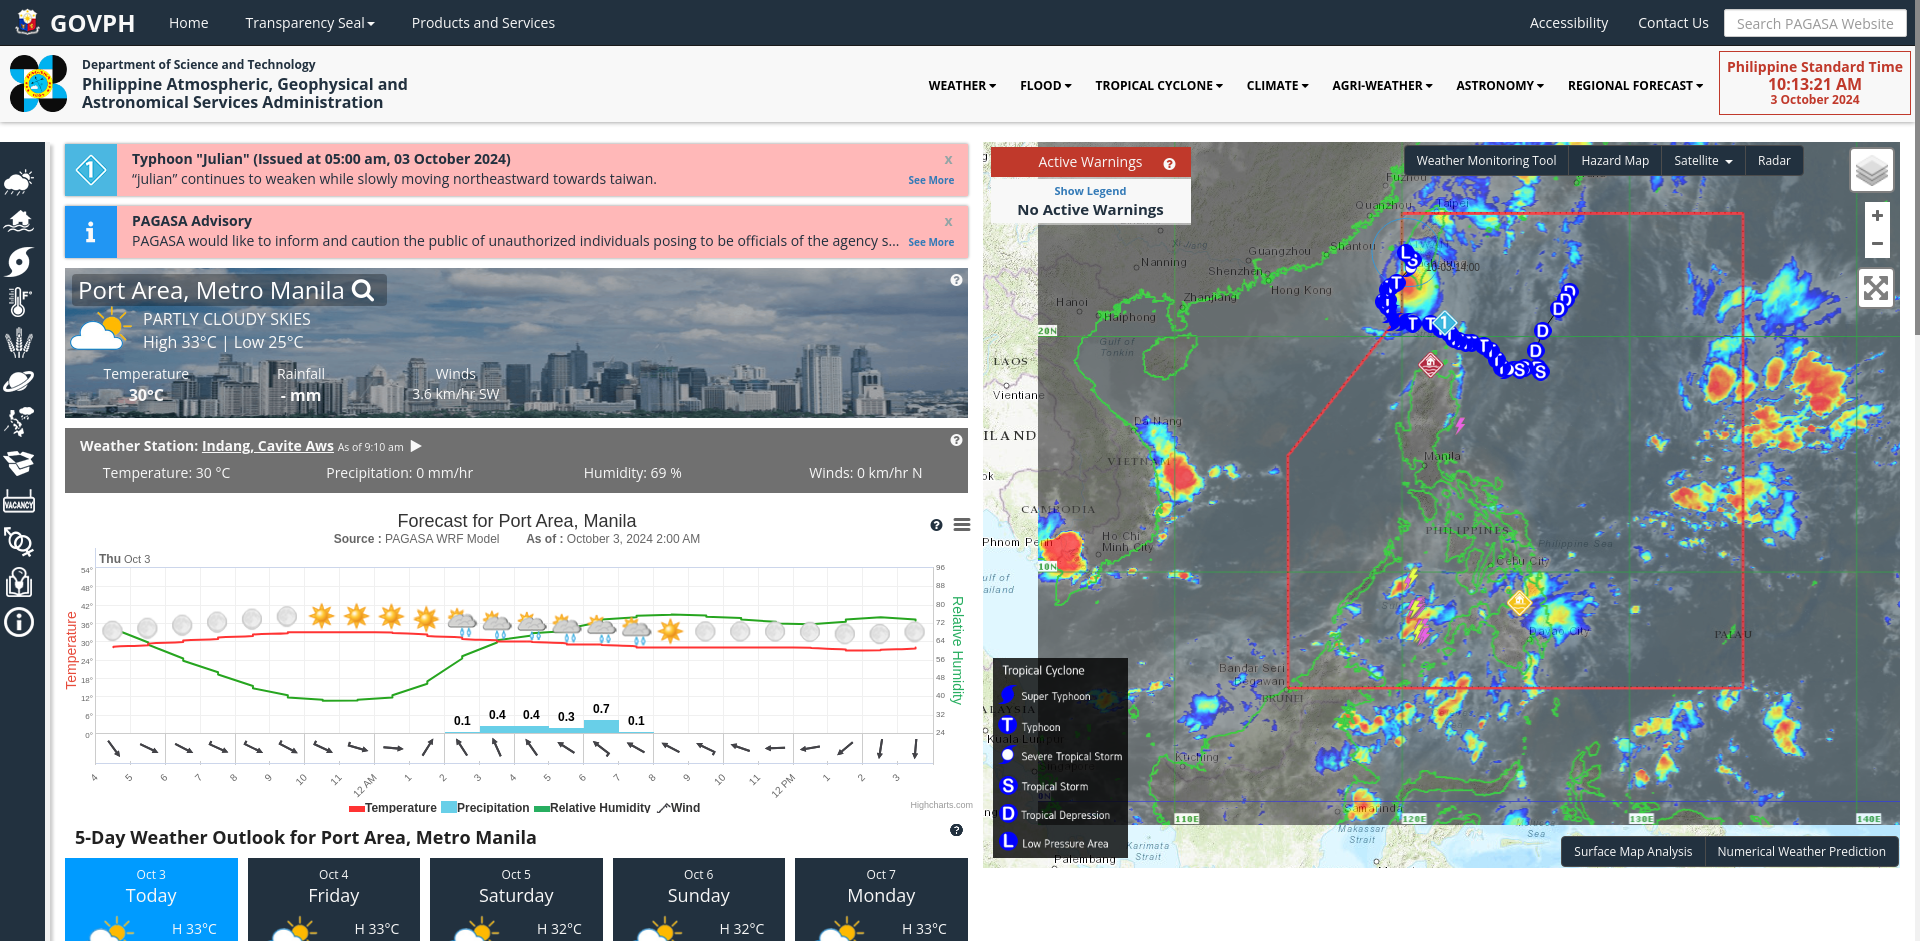 GOVPH
Home
Transparency Seal
Products and Services
Accessibility
Contact Us
Search PAGASA Website
Department of Science and Technology
Philippine Atmospheric, Geophysical and
Astronomical Services Administration
WEATHER
FLOOD
TROPICAL CYCLONE
CLIMATE
AGRI-WEATHER
ASTRONOMY
REGIONAL FORECAST
Philippine Standard Time
10:13:21 AM
3 October 2024
1
Typhoon "Julian" (Issued at 05:00 am, 03 October 2024)
x
“julian” continues to weaken while slowly moving northeastward towards taiwan.
See More
PAGASA Advisory
x
PAGASA would like to inform and caution the public of unauthorized individuals posing to be officials of the agency s...
See More
Port Area, Metro Manila
PARTLY CLOUDY SKIES
High 33°C | Low 25°C
Temperature
30°C
Rainfall
- mm
Winds
3.6 km/hr SW
Weather Station: Indang, Cavite Aws As of 9:10 am
Temperature: 30 °C
Precipitation: 0 mm/hr
Humidity: 69 %
Winds: 0 km/hr N
VACANCY
Forecast for Port Area, Manila
Source : PAGASA WRF Model As of : October 3, 2024 2:00 AM
Thu Oct 3
Temperature
54°
48°
42°
36°
30°
24°
18°
12°
6°
0°
96
88
80
72
64
56
48
40
32
24
Relative Humidity
0.1
0.4
0.4
0.3
0.7
0.1
4
5
6
7
8
9
10
11
12 AM
1
2
3
4
5
6
7
8
9
10
11
12 PM
1
2
3
Temperature
Precipitation
Relative Humidity
Wind
Highcharts.com
5-Day Weather Outlook for Port Area, Metro Manila
Oct 3
Today
H 33°C
Oct 4
Friday
H 33°C
Oct 5
Saturday
H 32°C
Oct 6
Sunday
H 32°C
Oct 7
Monday
H 33°C
Active Warnings
Show Legend
No Active Warnings
Weather Monitoring Tool
Hazard Map
Satellite
Radar
+
−
Fuzhou
Quanzhou
Taipei
Xi Jiang
Guangzhou
Shantou
Nanning
Shenzhen
Hong Kong
Hanoi
Zhanjiang
Haiphong
20N
Gulf of
Tonkin
LAOS
Vientiane
Da Nang
VIETNAM
CAMBODIA
Phnom Penh
Ho Chi
Minh City
10N
Manila
PHILIPPINES
Philippine Sea
Cebu City
Davao City
PALAU
Bandar Seri
Begawan
BRUNEI
Kuala Lumpur
Kuching
Samarinda
110E
120E
130E
140E
Makassar
Strait
Karimata
Strait
Palembang
Tropical Cyclone
Super Typhoon
T Typhoon
Severe Tropical Storm
S Tropical Storm
D Tropical Depression
L Low Pressure Area
Surface Map Analysis
Numerical Weather Prediction